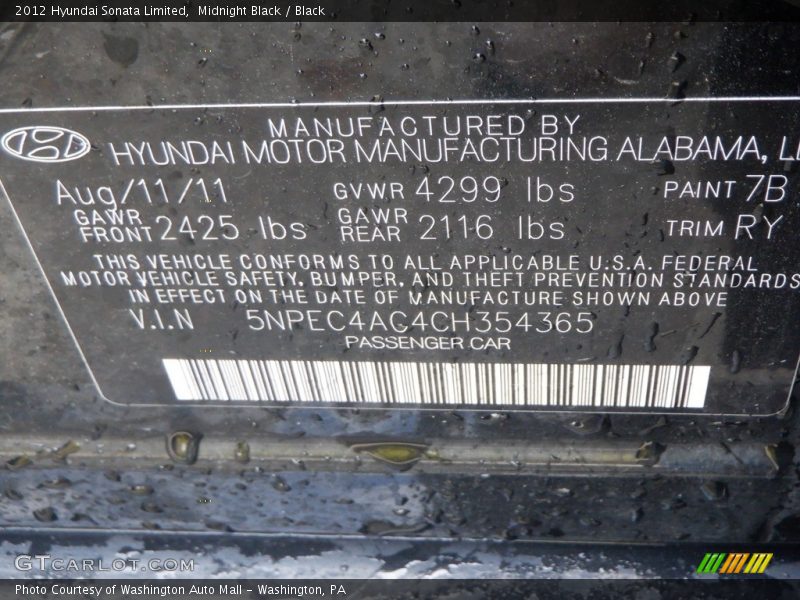 2012 Hyundai Sonata Limited,  Midnight Black / Black
MANUFACTURED BY
HYUNDAI MOTOR MANUFACTURING ALABAMA,
Aug/11/11 GVWR 4299 lbs PAINT 7B
GAWR FRONT 2425 lbs GAWR REAR 2116 lbs TRIM RY
THIS VEHICLE CONFORMS TO ALL APPLICABLE U.S.A. FEDERAL
MOTOR VEHICLE SAFETY, BUMPER, AND THEFT PREVENTION STANDARDS
IN EFFECT ON THE DATE OF MANUFACTURE SHOWN ABOVE
V.I.N 5NPEC4AC4CH354365
PASSENGER CAR
GTCARLOT.COM
Photo Courtesy of Washington Auto Mall - Washington, PA